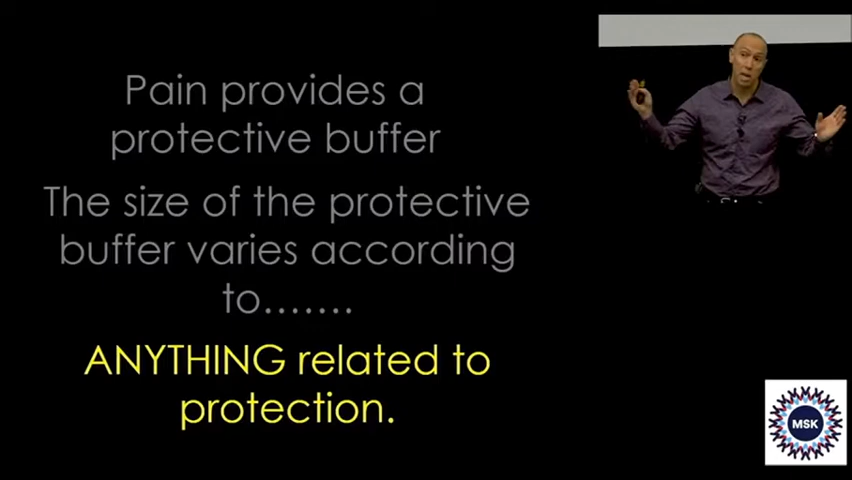 Pain provides a
protective buffer
The size of the protective
buffer varies according
to.......
ANYTHING related to
protection.
MSK